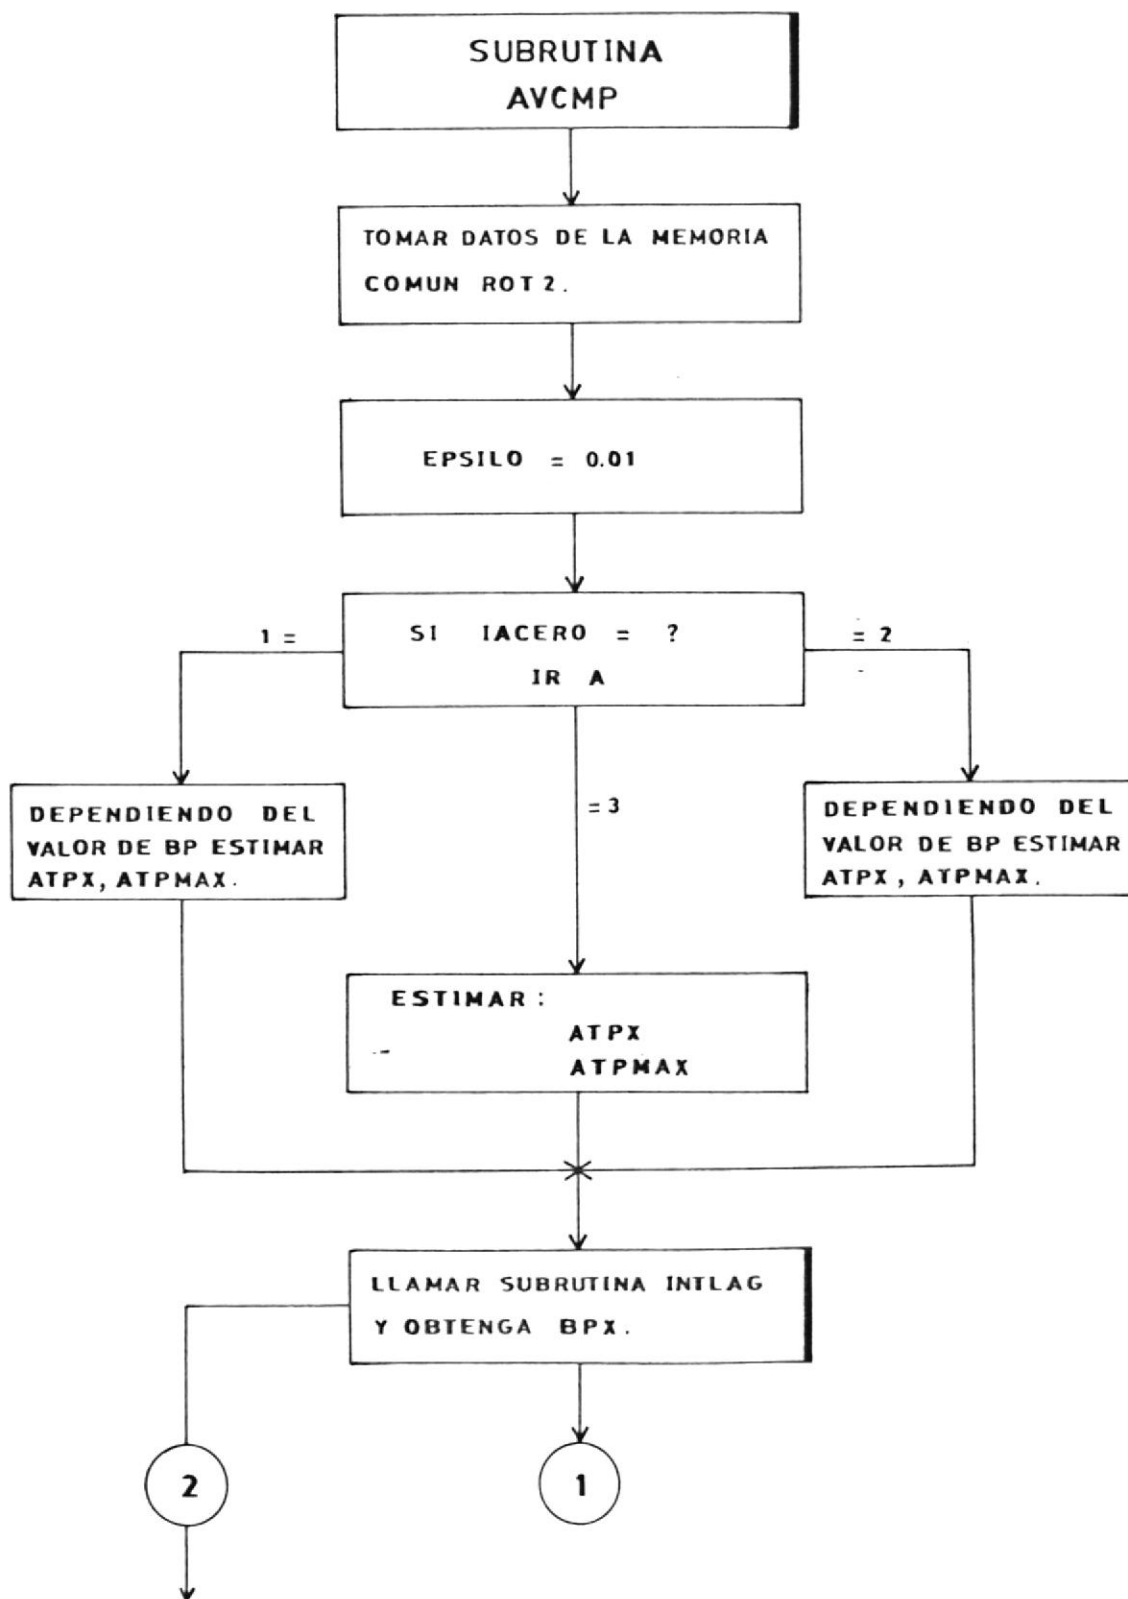 SUBRUTINA
AVCMP
TOMAR DATOS DE LA MEMORIA
COMUN ROT 2.
EPSILO = 0.01
SI IACERO = ?
IR A
1 =
= 2
= 3
DEPENDIENDO DEL
VALOR DE BP ESTIMAR
ATPX, ATPMAX.
DEPENDIENDO DEL
VALOR DE BP ESTIMAR
ATPX, ATPMAX.
ESTIMAR :
ATPX
ATPMAX
LLAMAR SUBRUTINA INTLAG
Y OBTENGA BPX.
2
1